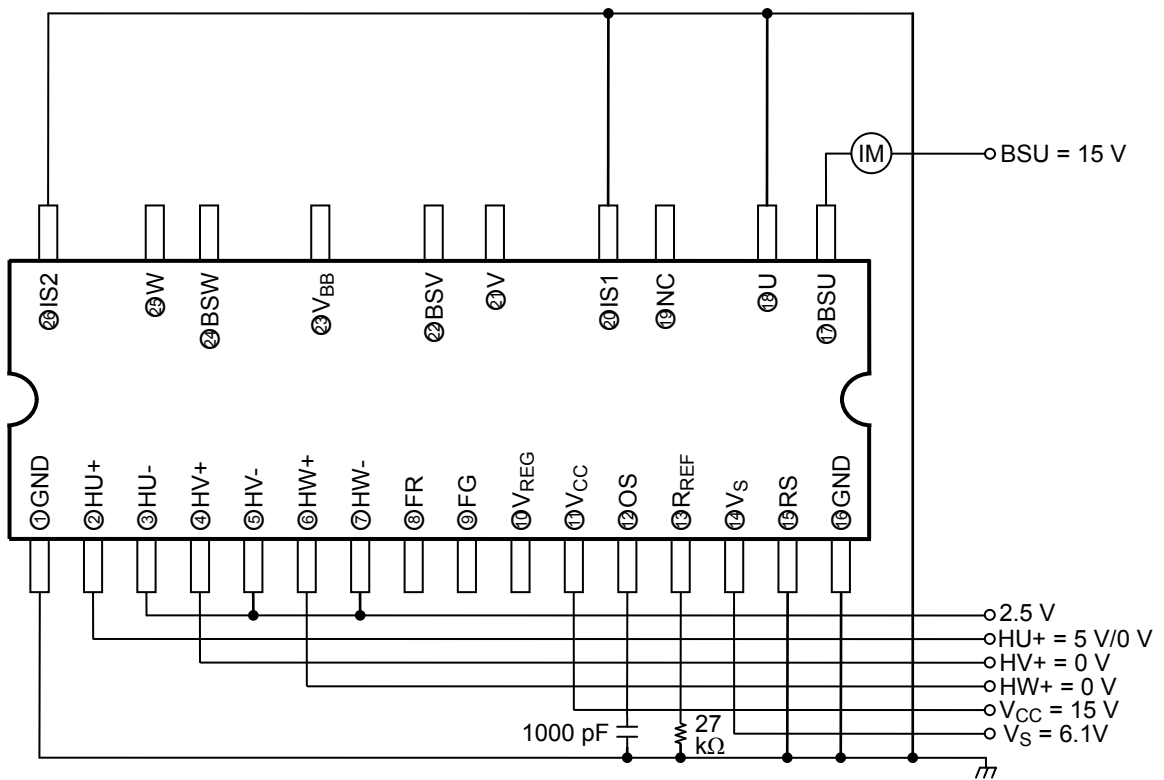 IM
BSU = 15 V
㉖IS2
㉕W
㉔BSW
㉓VBB
㉒BSV
㉑V
⑳IS1
⑲NC
⑱U
⑰BSU
①GND
②HU+
③HU-
④HV+
⑤HV-
⑥HW+
⑦HW-
⑧FR
⑨FG
⑩VREG
⑪VCC
⑫OS
⑬RREF
⑭VS
⑮RS
⑯GND
2.5 V
HU+ = 5 V/0 V
HV+ = 0 V
HW+ = 0 V
VCC = 15 V
VS = 6.1V
1000 pF
27
kΩ